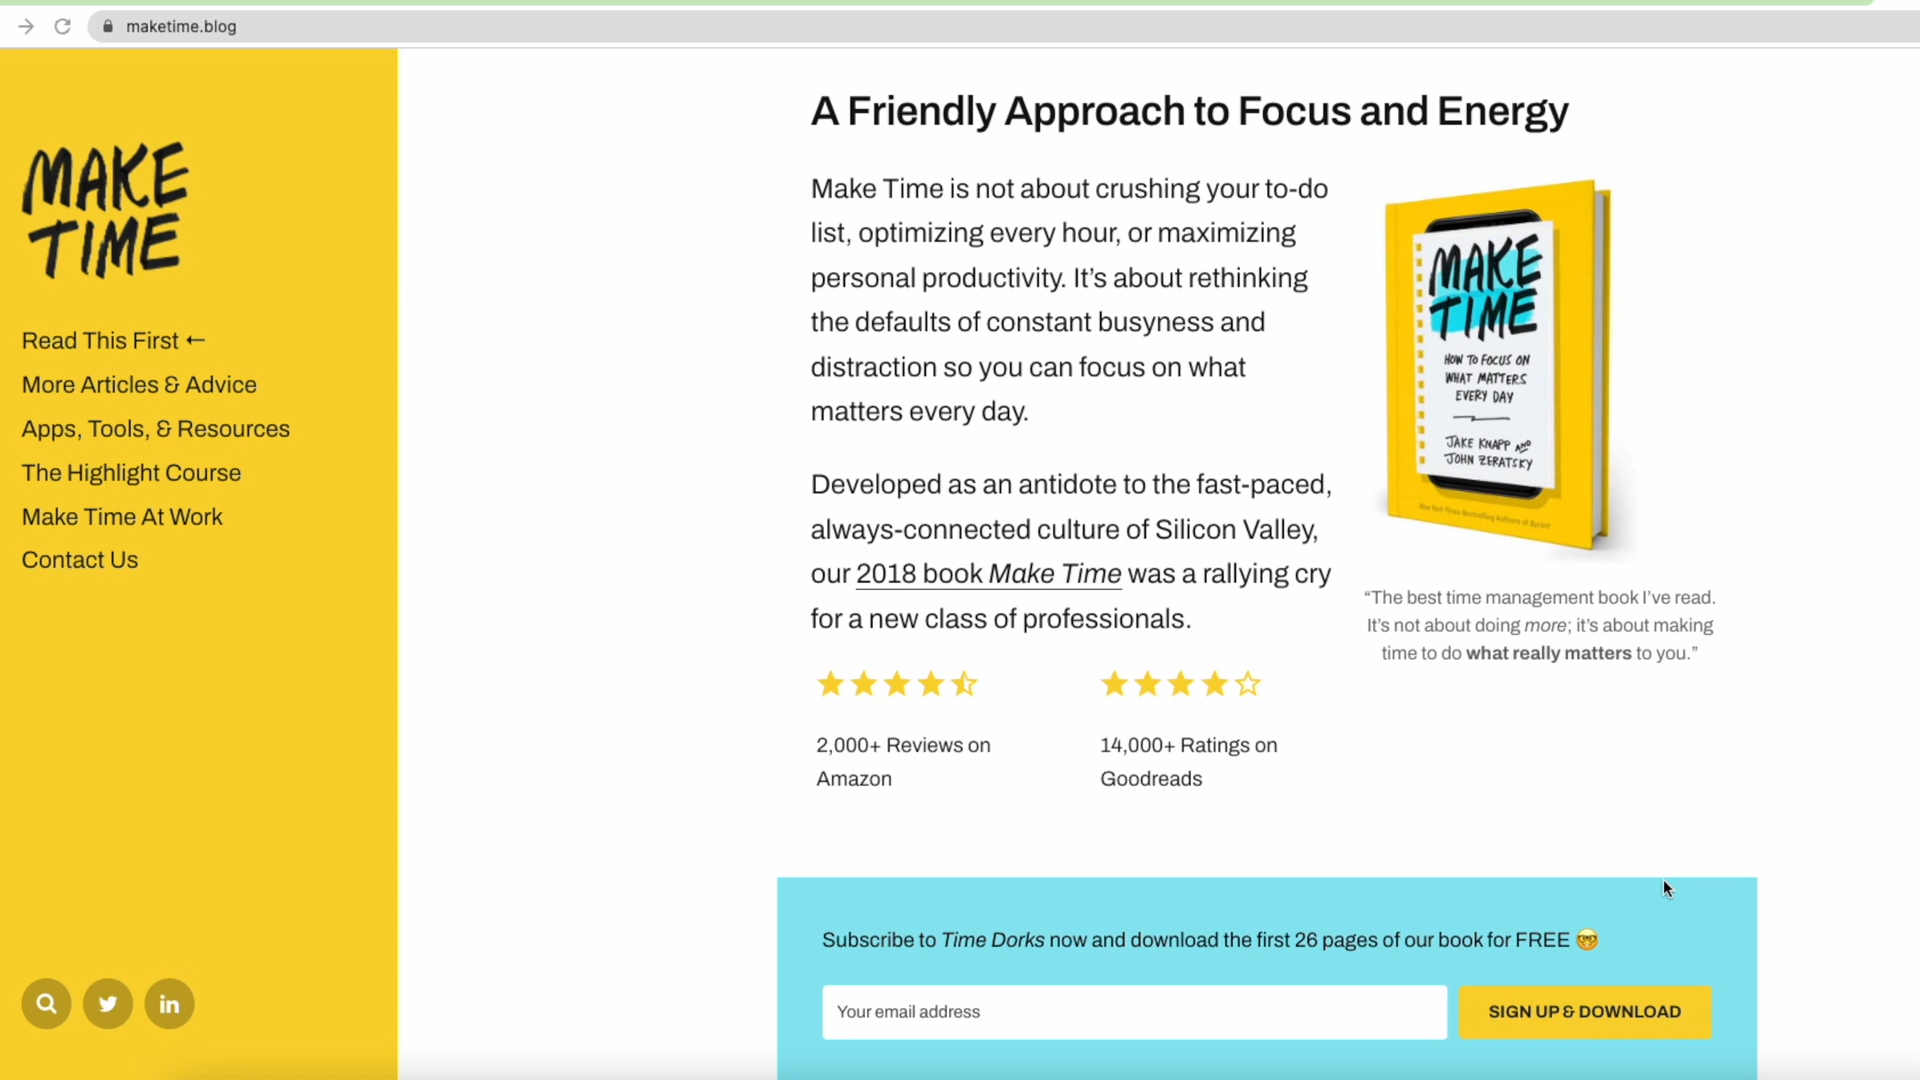 maketime.blog
MAKE
TIME
Read This First ←
More Articles & Advice
Apps, Tools, & Resources
The Highlight Course
Make Time At Work
Contact Us
A Friendly Approach to Focus and Energy
Make Time is not about crushing your to-do
list, optimizing every hour, or maximizing
personal productivity. It’s about rethinking
the defaults of constant busyness and
distraction so you can focus on what
matters every day.
Developed as an antidote to the fast-paced,
always-connected culture of Silicon Valley,
our 2018 book Make Time was a rallying cry
for a new class of professionals.
2,000+ Reviews on
Amazon
14,000+ Ratings on
Goodreads
MAKE
TIME
HOW TO FOCUS ON
WHAT MATTERS
EVERY DAY
JAKE KNAPP AND
JOHN ZERATSKY
New York Times Bestselling Authors of Sprint
“The best time management book I’ve read.
It’s not about doing more; it’s about making
time to do what really matters to you.”
Subscribe to Time Dorks now and download the first 26 pages of our book for FREE 🤓
Your email address
SIGN UP & DOWNLOAD
in